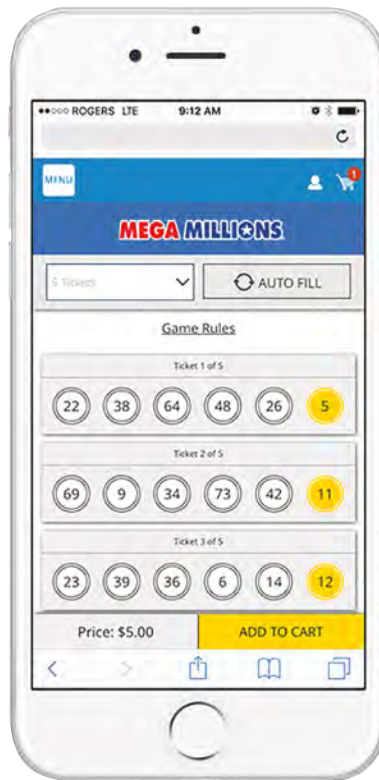 ROGERS LTE 9:12 AM
MENU 1
MEGA MILLIONS
5 Tickets AUTO FILL
Game Rules
Ticket 1 of 5
22 38 64 48 26 5
Ticket 2 of 5
69 9 34 73 42 11
Ticket 3 of 5
23 39 36 6 14 12
Price: $5.00 ADD TO CART